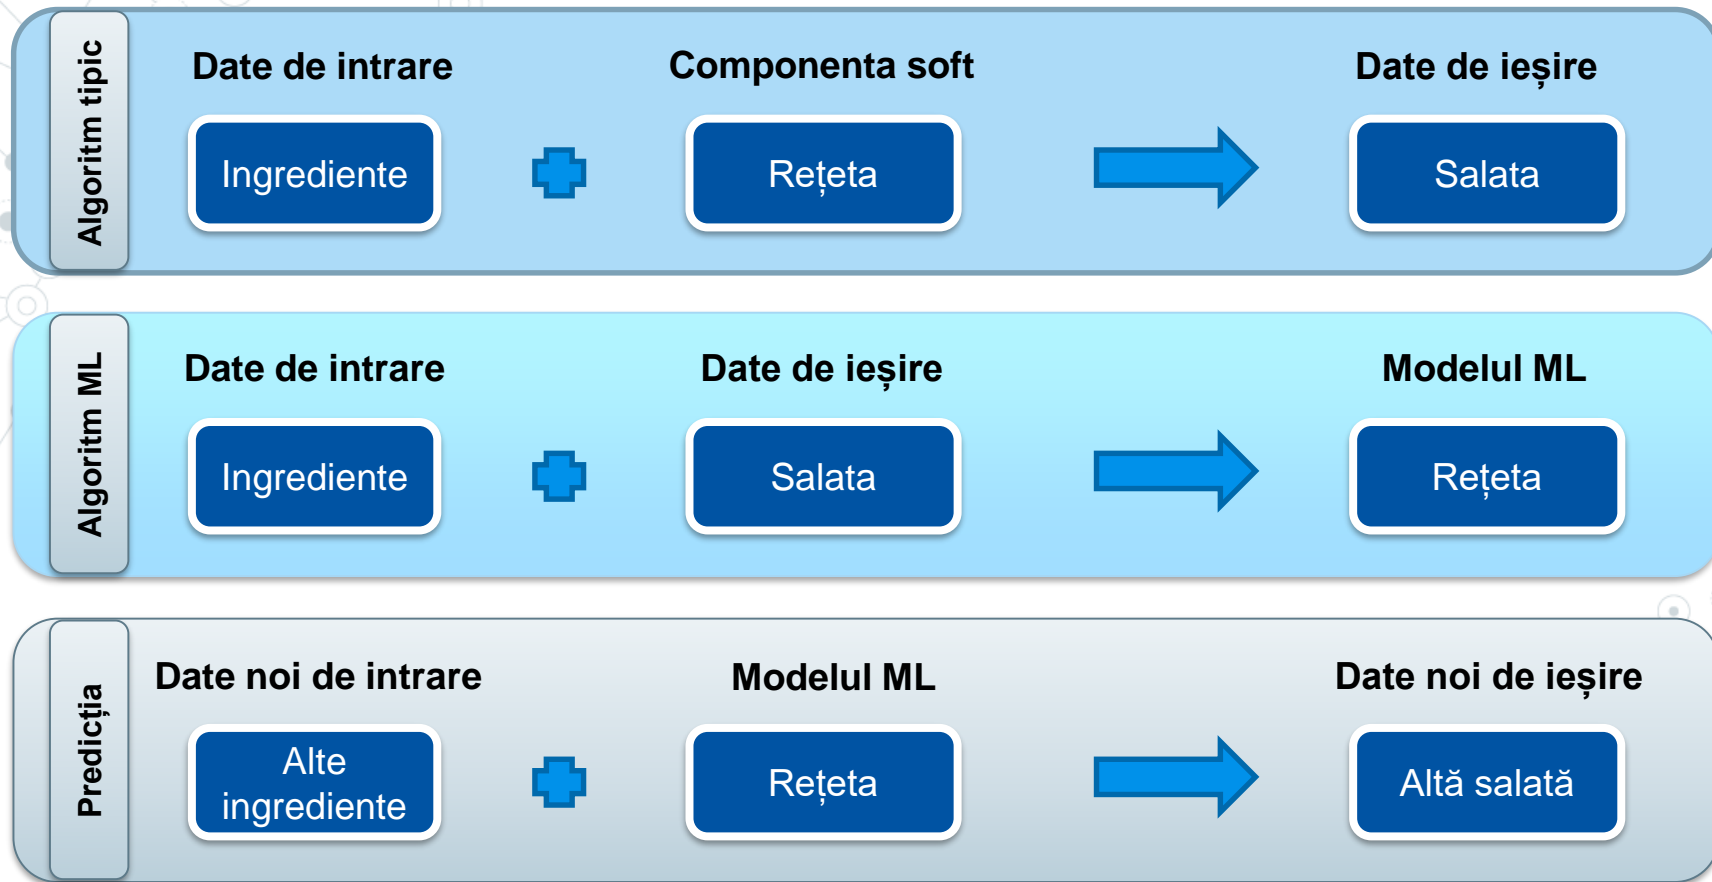 Algoritm tipic
Date de intrare
Componenta soft
Date de ieșire
Ingrediente
Rețeta
Salata
Algoritm ML
Date de intrare
Date de ieșire
Modelul ML
Ingrediente
Salata
Rețeta
Predicția
Date noi de intrare
Modelul ML
Date noi de ieșire
Alte
ingrediente
Rețeta
Altă salată